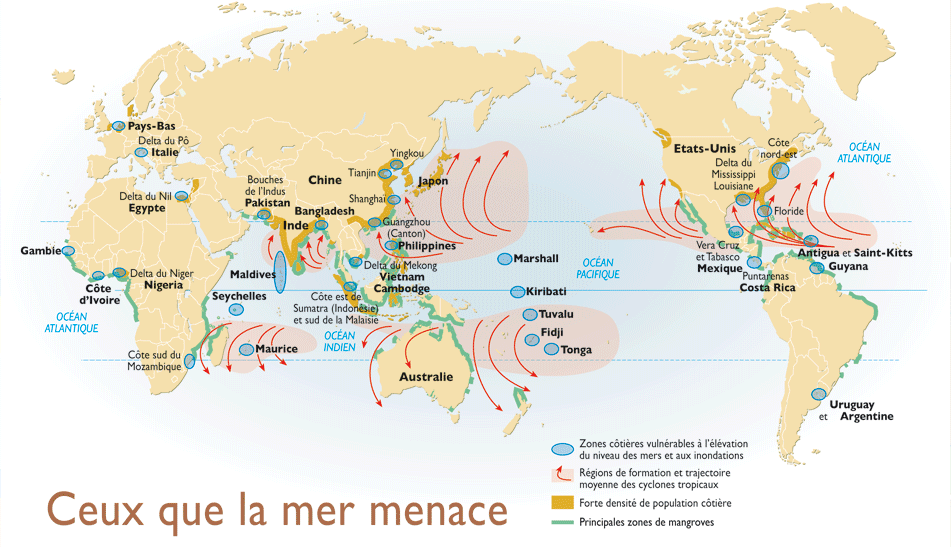 Pays-Bas
Delta du Pô
Italie
Delta du Nil
Egypte
Bouches
de l'Indus
Pakistan
Chine
Yingkou
Tianjin
Japon
Shanghai
Bangladesh
Inde
Guangzhou
(Canton)
Philippines
Gambie
Côte
d'Ivoire
Delta du Niger
Nigeria
Maldives
Seychelles
Delta du Mekong
Vietnam
Cambodge
Côte est de
Sumatra (Indonésie)
et sud de la Malaisie
OCÉAN
ATLANTIQUE
OCÉAN
INDIEN
Côte sud du
Mozambique
Maurice
Australie
Marshall
OCÉAN
PACIFIQUE
Kiribati
Tuvalu
Fidji
Tonga
Etats-Unis
Côte
nord-est
OCÉAN
ATLANTIQUE
Delta du
Mississippi
Louisiane
Floride
Vera Cruz
et Tabasco
Mexique
Antigua et Saint-Kitts
Guyana
Puntarenas
Costa Rica
Uruguay
et Argentine
Zones côtières vulnérables à l'élévation
du niveau des mers et aux inondations
Régions de formation et trajectoire
moyenne des cyclones tropicaux
Forte densité de population côtière
Principales zones de mangroves
Ceux que la mer menace